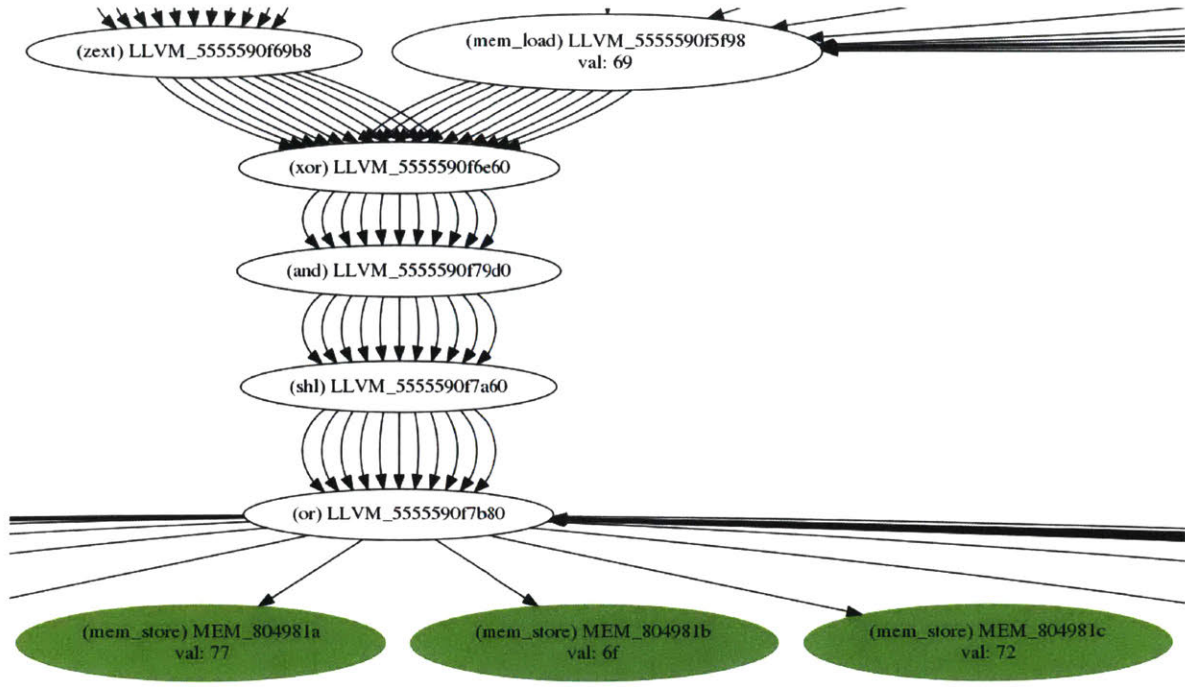 (zext) LLVM_5555590f69b8
(mem_load) LLVM_5555590f5f98
val: 69
(xor) LLVM_5555590f6e60
(and) LLVM_5555590f79d0
(shl) LLVM_5555590f7a60
(or) LLVM_5555590f7b80
(mem_store) MEM_804981a
val: 77
(mem_store) MEM_804981b
val: 6f
(mem_store) MEM_804981c
val: 72